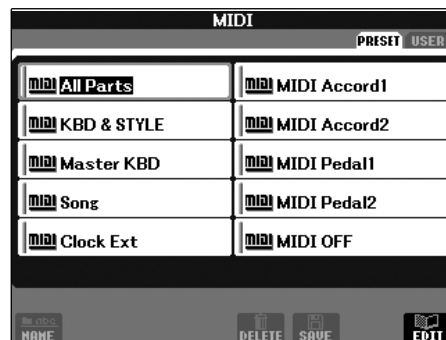 MIDI
PRESET USER
MIDI All Parts MIDI MIDI Accord1
MIDI KBD & STYLE MIDI MIDI Accord2
MIDI Master KBD MIDI MIDI Pedal1
MIDI Song MIDI MIDI Pedal2
MIDI Clock Ext MIDI MIDI OFF
abc
NAME DELETE SAVE EDIT